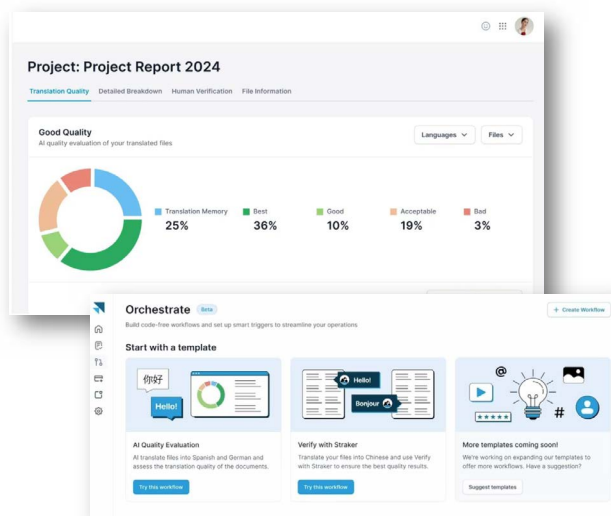 Project: Project Report 2024
Translation Quality Detailed Breakdown Human Verification File Information
Good Quality
AI quality evaluation of your translated files
Languages
Files
Translation Memory
25%
Best
36%
Good
10%
Acceptable
19%
Bad
3%
Orchestrate Beta
+ Create Workflow
Build code-free workflows and set up smart triggers to streamline your operations
Start with a template
你好
Hello!
AI Quality Evaluation
AI translate files into Spanish and German and
assess the translation quality of the documents.
Try this workflow
Hello!
Bonjour
Verify with Straker
Translate your files into Chinese and use Verify
with Straker to ensure the best quality results.
Try this workflow
@
#
More templates coming soon!
We're working on expanding our templates to
offer more workflows. Have a suggestion?
Suggest templates